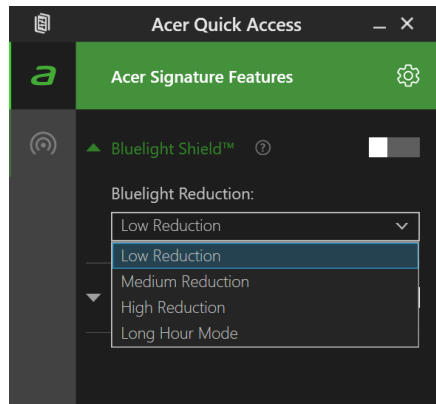 Acer Quick Access
a
Acer Signature Features
Bluelight Shield™ ?
Bluelight Reduction:
Low Reduction
Low Reduction
Medium Reduction
High Reduction
Long Hour Mode